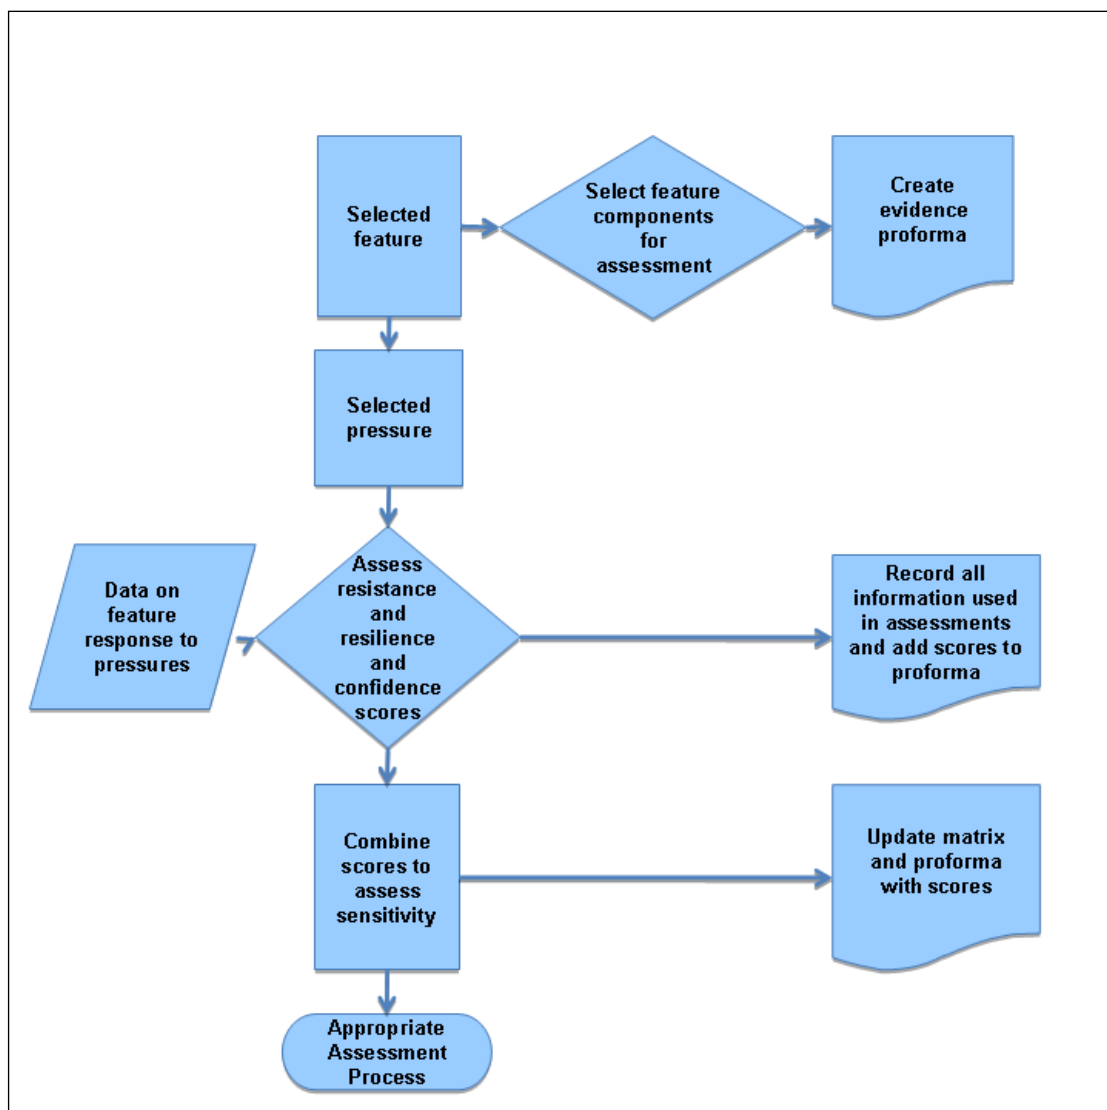 Selected
feature
Select feature
components
for
assessment
Create
evidence
proforma
Selected
pressure
Data on
feature
response to
pressures
Assess
resistance
and
resilience
and
confidence
scores
Record all
information used
in assessments
and add scores to
proforma
Combine
scores to
assess
sensitivity
Update matrix
and proforma
with scores
Appropriate
Assessment
Process